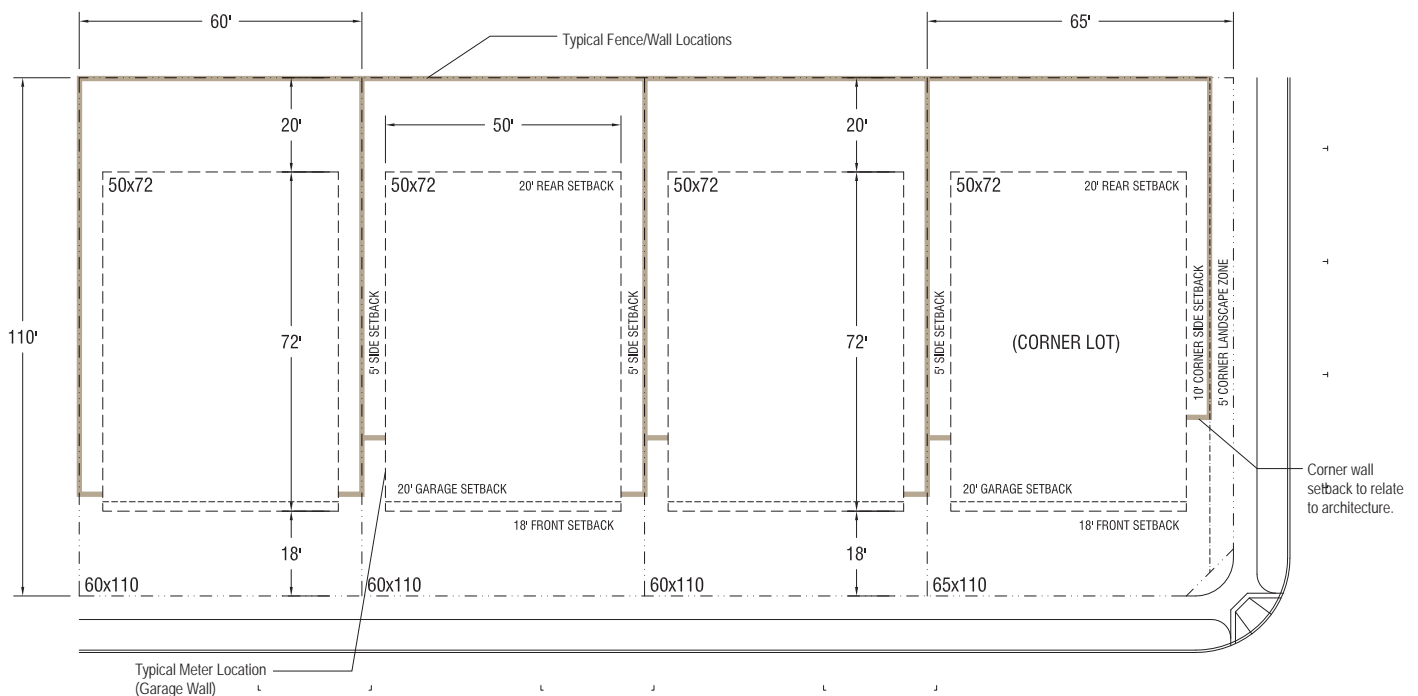 60'
65'
Typical Fence/Wall Locations
20'
50'
20'
50x72
50x72
20' REAR SETBACK
50x72
50x72
20' REAR SETBACK
110'
72'
5' SIDE SETBACK
5' SIDE SETBACK
72'
5' SIDE SETBACK
(CORNER LOT)
10' CORNER SIDE SETBACK
5' CORNER LANDSCAPE ZONE
Corner wall
setback to relate
to architecture.
20' GARAGE SETBACK
20' GARAGE SETBACK
18' FRONT SETBACK
18' FRONT SETBACK
18'
18'
60x110
60x110
60x110
65x110
Typical Meter Location
(Garage Wall)